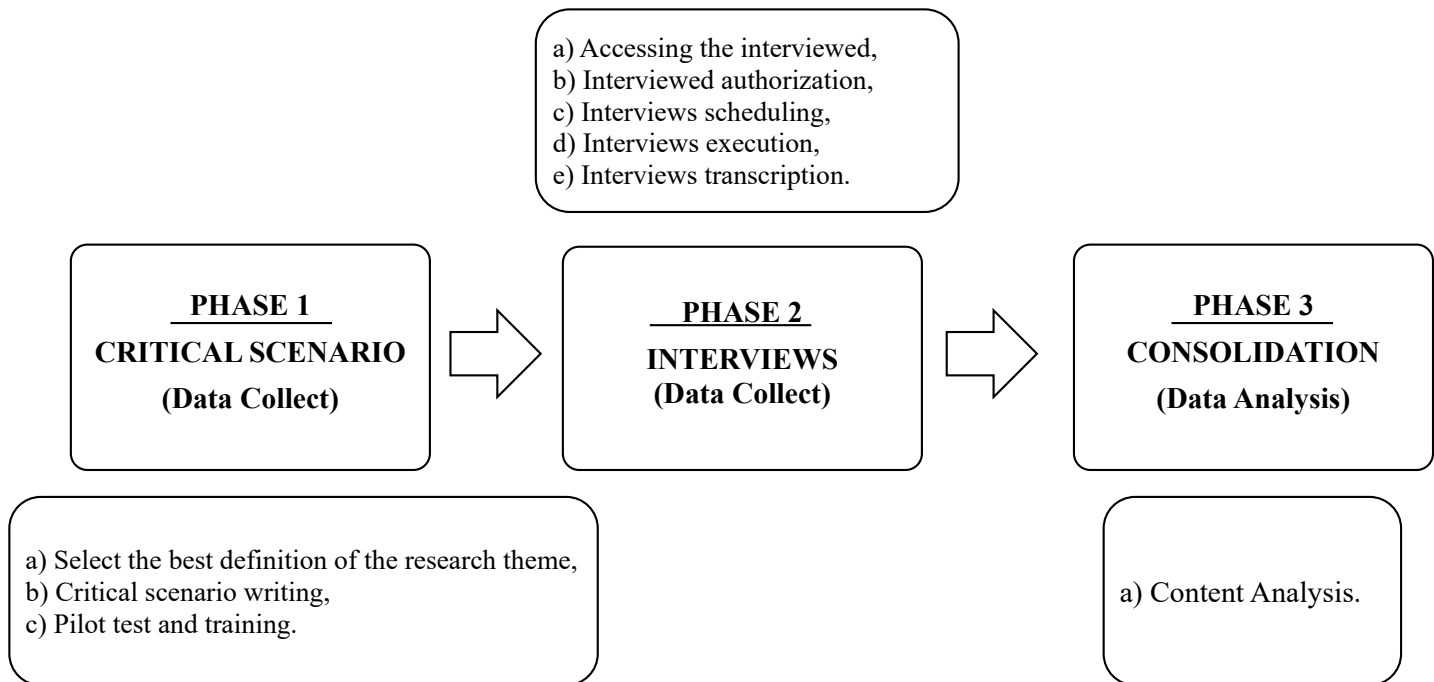 a) Accessing the interviewed,
b) Interviewed authorization,
c) Interviews scheduling,
d) Interviews execution,
e) Interviews transcription.
PHASE 1
CRITICAL SCENARIO
(Data Collect)
PHASE 2
INTERVIEWS
(Data Collect)
PHASE 3
CONSOLIDATION
(Data Analysis)
a) Select the best definition of the research theme,
b) Critical scenario writing,
c) Pilot test and training.
a) Content Analysis.